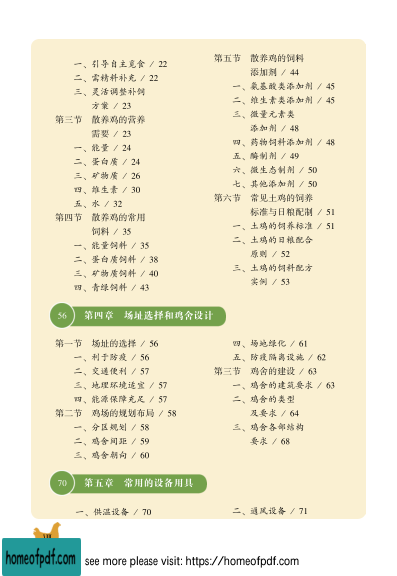 一、引导自主觅食 / 22
二、需精料补充 / 22
三、灵活调整补饲
方案 / 23
第三节 散养鸡的营养
需要 / 23
一、能量 / 24
二、蛋白质 / 24
三、矿物质 / 26
四、维生素 / 30
五、水 / 32
第四节 散养鸡的常用
饲料 / 35
一、能量饲料 / 35
二、蛋白质饲料 / 38
三、矿物质饲料 / 40
四、青绿饲料 / 43
第五节 散养鸡的饲料
添加剂 / 44
一、氨基酸类添加剂 / 45
二、维生素类添加剂 / 45
三、微量元素类
添加剂 / 48
四、药物饲料添加剂 / 48
五、酶制剂 / 49
六、微生态制剂 / 50
七、其他添加剂 / 50
第六节 常见土鸡的饲养
标准与日粮配制 / 51
一、土鸡的饲养标准 / 51
二、土鸡的日粮配合
原则 / 52
三、土鸡的饲料配方
实例 / 53
56 第四章 场址选择和鸡舍设计
第一节 场址的选择 / 56
一、利于防疫 / 56
二、交通便利 / 57
三、地理环境适宜 / 57
四、能源保障充足 / 57
第二节 鸡场的规划布局 / 58
一、分区规划 / 58
二、鸡舍间距 / 59
三、鸡舍朝向 / 60
四、场地绿化 / 61
五、防疫隔离设施 / 62
第三节 鸡舍的建设 / 63
一、鸡舍的建筑要求 / 63
二、鸡舍的类型
及要求 / 64
三、鸡舍各部结构
要求 / 68
70 第五章 常用的设备用具
一、供温设备 / 70
二、通风设备 / 71
VIII
homeofpdf.com
see more please visit: https://homeofpdf.com